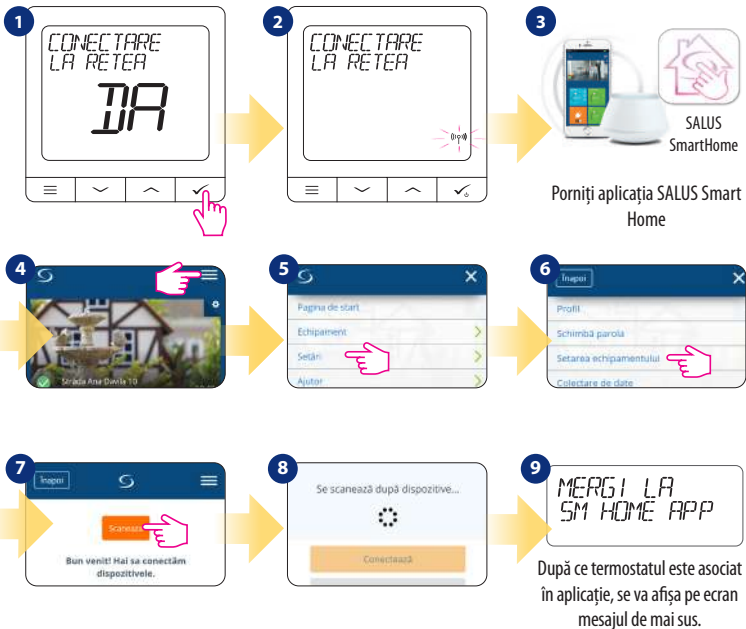 1
CONECTARE
LA REȚEA
DA
2
CONECTARE
LA REȚEA
3
SALUS
SmartHome
Porniți aplicația SALUS Smart
Home
4
Strada Ana Davila 10
5
Pagina de start
Echipament
Setări
Ajutor
6
Înapoi
Profil
Schimbă parola
Setarea echipamentului
Colectare de date
7
Înapoi
Scanează
Bun venit! Hai sa conectăm
dispozitivele.
8
Se scanează după dispozitive...
Conectează
9
MERGI LA
SM HOME APP
După ce termostatul este asociat
în aplicație, se va afișa pe ecran
mesajul de mai sus.